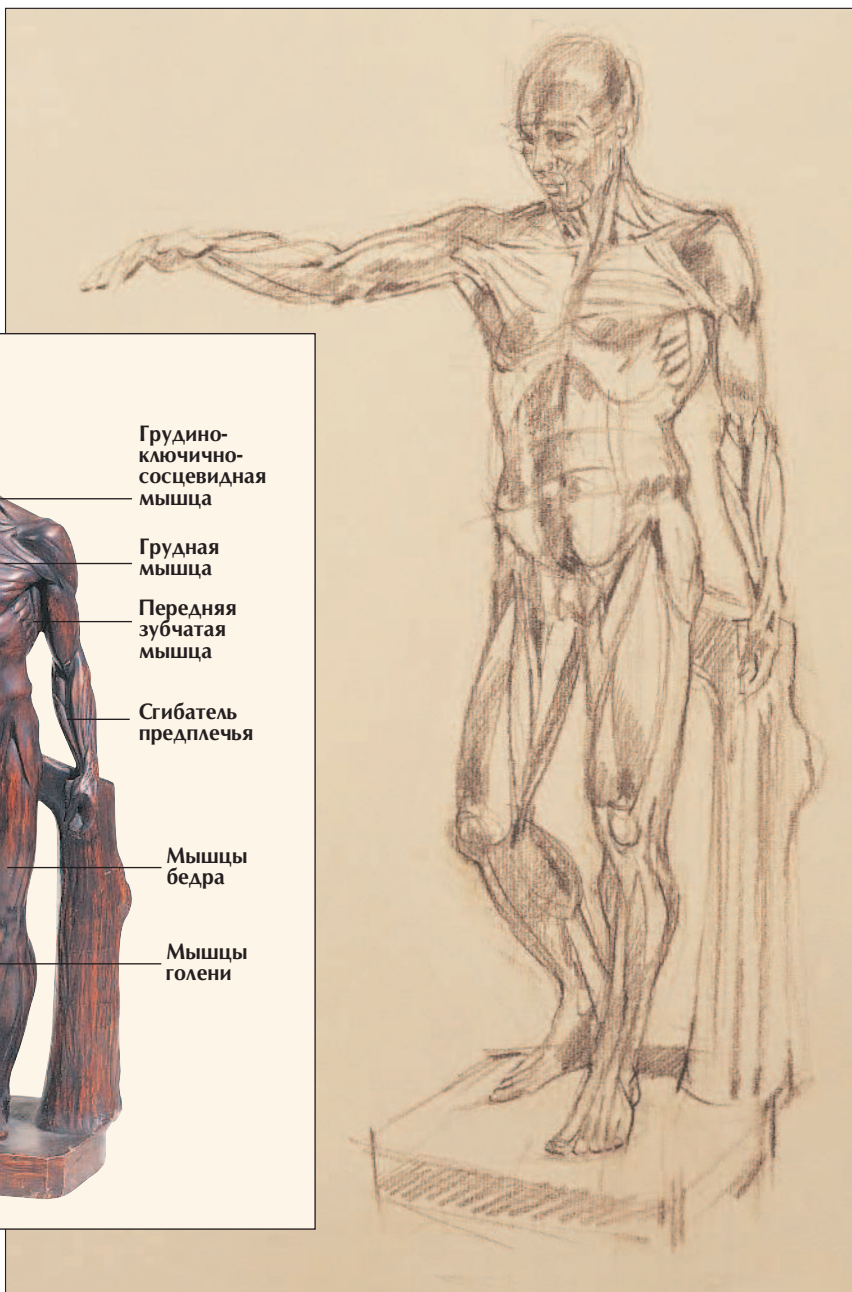 Грудино-
ключично-
сосцевидная
мышца
Грудная
мышца
Передняя
зубчатая
мышца
Сгибатель
предплечья
Мышцы
бедра
Мышцы
голени